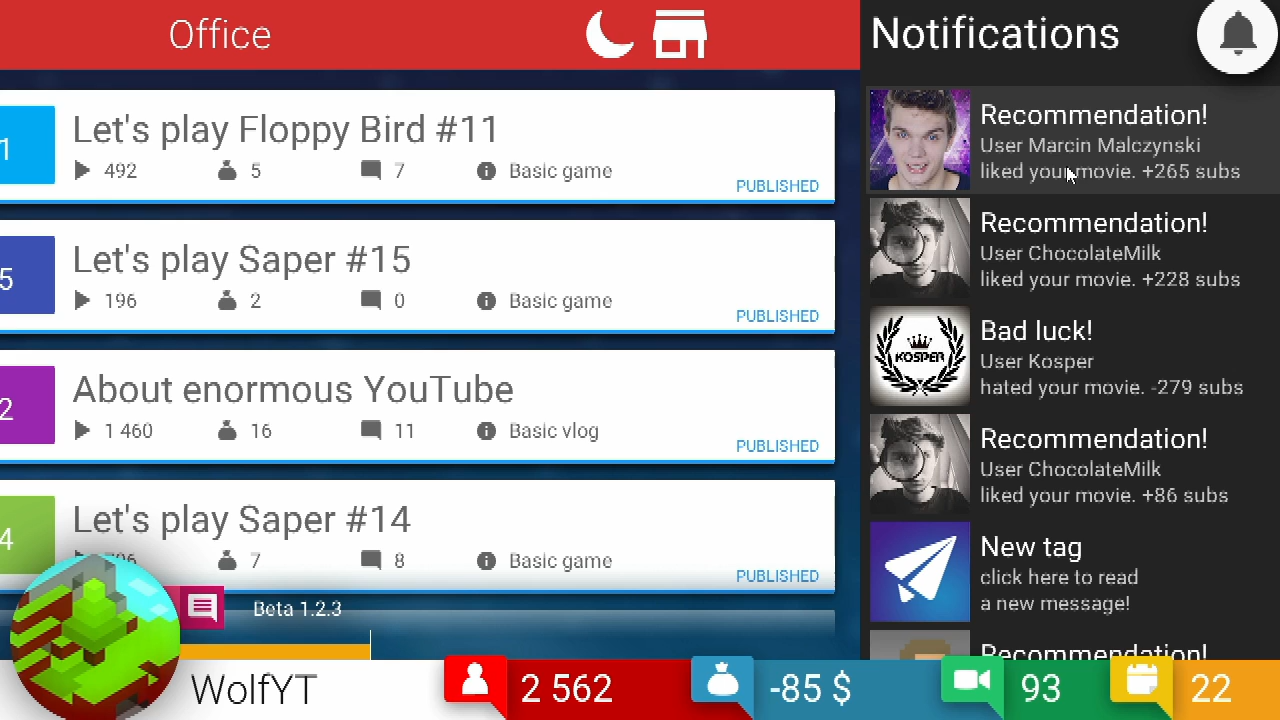 Office
Notifications
1
Let's play Floppy Bird #11
492
5
7
Basic game
PUBLISHED
5
Let's play Saper #15
196
2
0
Basic game
PUBLISHED
2
About enormous YouTube
1 460
16
11
Basic vlog
PUBLISHED
4
Let's play Saper #14
7
8
Basic game
PUBLISHED
Recommendation!
User Marcin Malczynski
liked your movie. +265 subs
Recommendation!
User ChocolateMilk
liked your movie. +228 subs
KOSPER
Bad luck!
User Kosper
hated your movie. -279 subs
Recommendation!
User ChocolateMilk
liked your movie. +86 subs
New tag
click here to read
a new message!
Recommendation!
Beta 1.2.3
WolfYT
2 562
-85 $
93
22